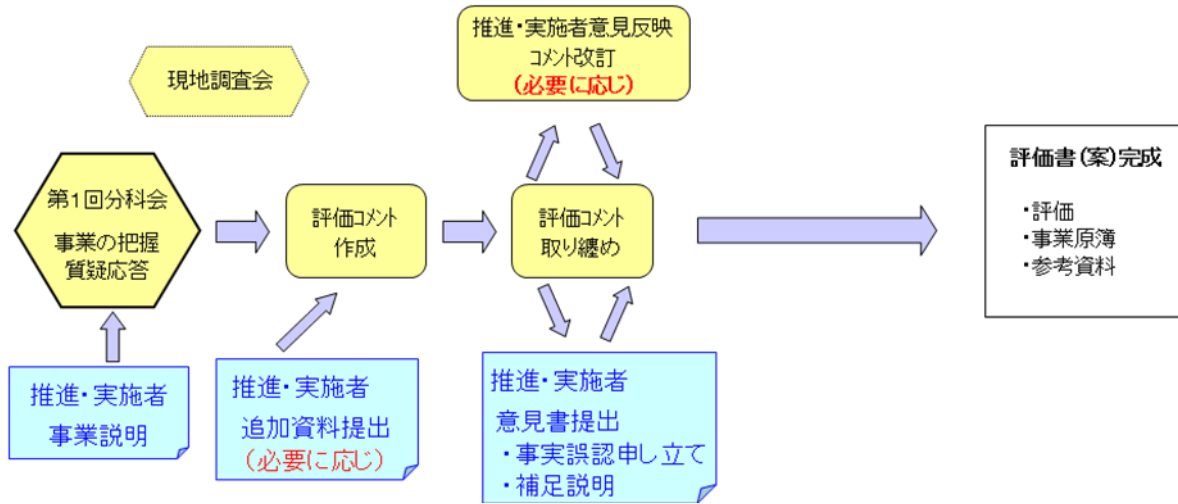 現地調査会
推進・実施者意見反映
コメント改訂
(必要に応じ)
第1回分科会
事業の把握
質疑応答
評価コメント
作成
評価コメント
取り纏め
評価書(案)完成
・評価
・事業原簿
・参考資料
推進・実施者
事業説明
推進・実施者
追加資料提出
(必要に応じ)
推進・実施者
意見書提出
・事実誤認申し立て
・補足説明